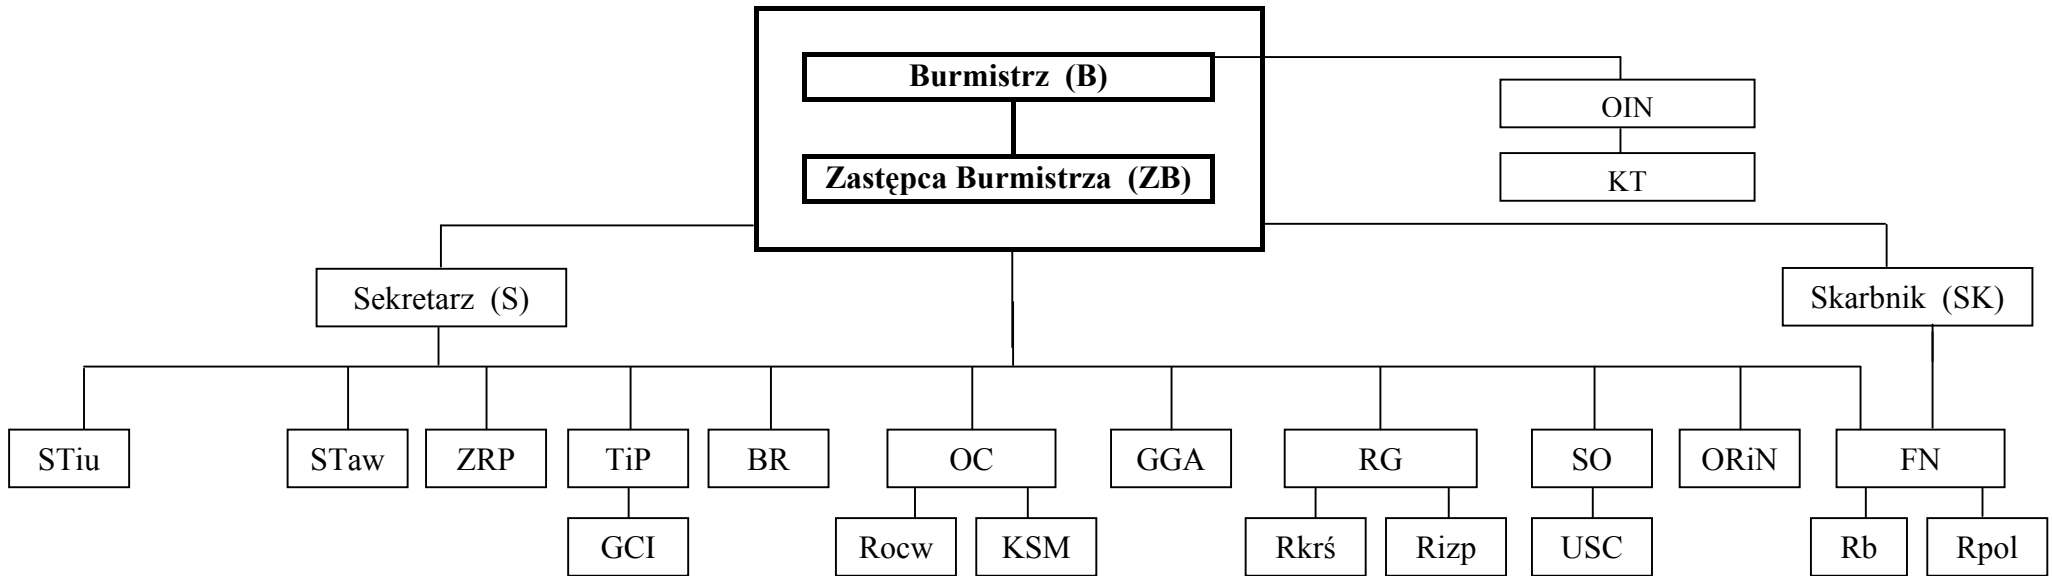 Burmistrz (B)
OIN
Zastępca Burmistrza (ZB)
KT
Sekretarz (S)
Skarbnik (SK)
STiu
STaw
ZRP
TiP
BR
OC
GGA
RG
SO
ORiN
FN
GCI
Rocw
KSM
Rkrś
Rizp
USC
Rb
Rpol